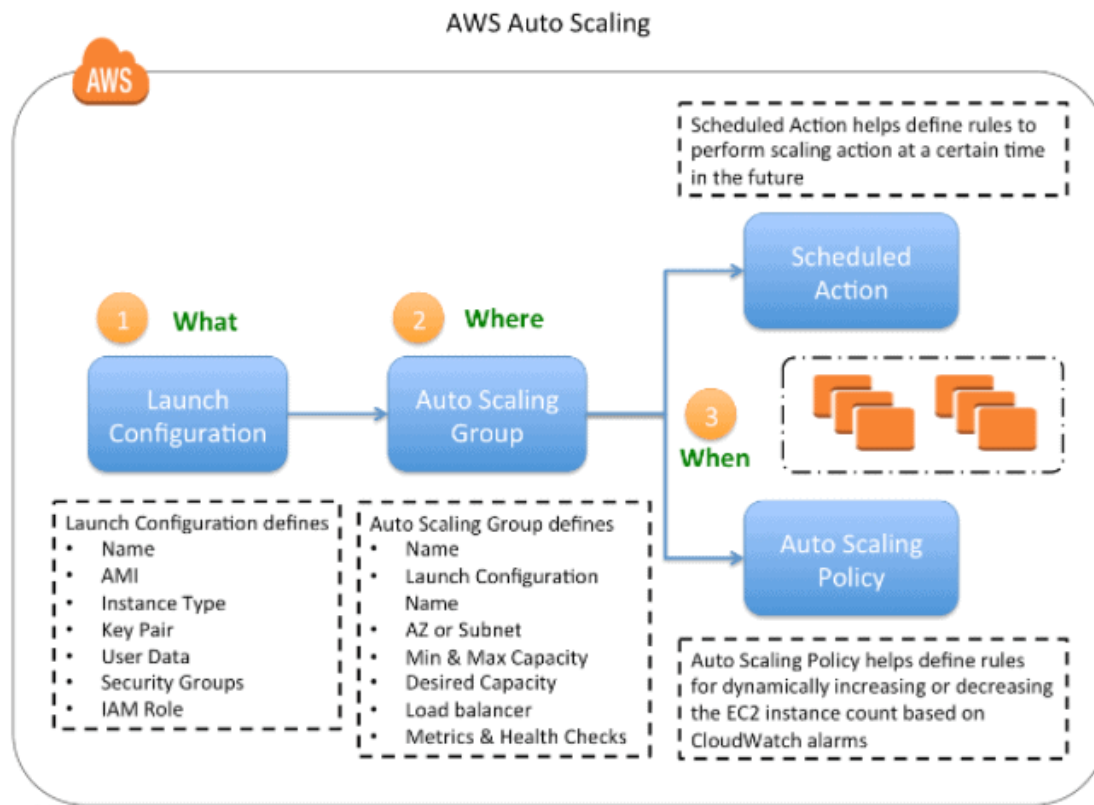 AWS Auto Scaling
AWS
Scheduled Action helps define rules to
perform scaling action at a certain time
in the future
Scheduled
Action
1
What
2
Where
Launch
Configuration
Auto Scaling
Group
3
When
Launch Configuration defines
• Name
• AMI
• Instance Type
• Key Pair
• User Data
• Security Groups
• IAM Role
Auto Scaling Group defines
• Name
• Launch Configuration
Name
• AZ or Subnet
• Min & Max Capacity
• Desired Capacity
• Load balancer
• Metrics & Health Checks
Auto Scaling
Policy
Auto Scaling Policy helps define rules
for dynamically increasing or decreasing
the EC2 instance count based on
CloudWatch alarms